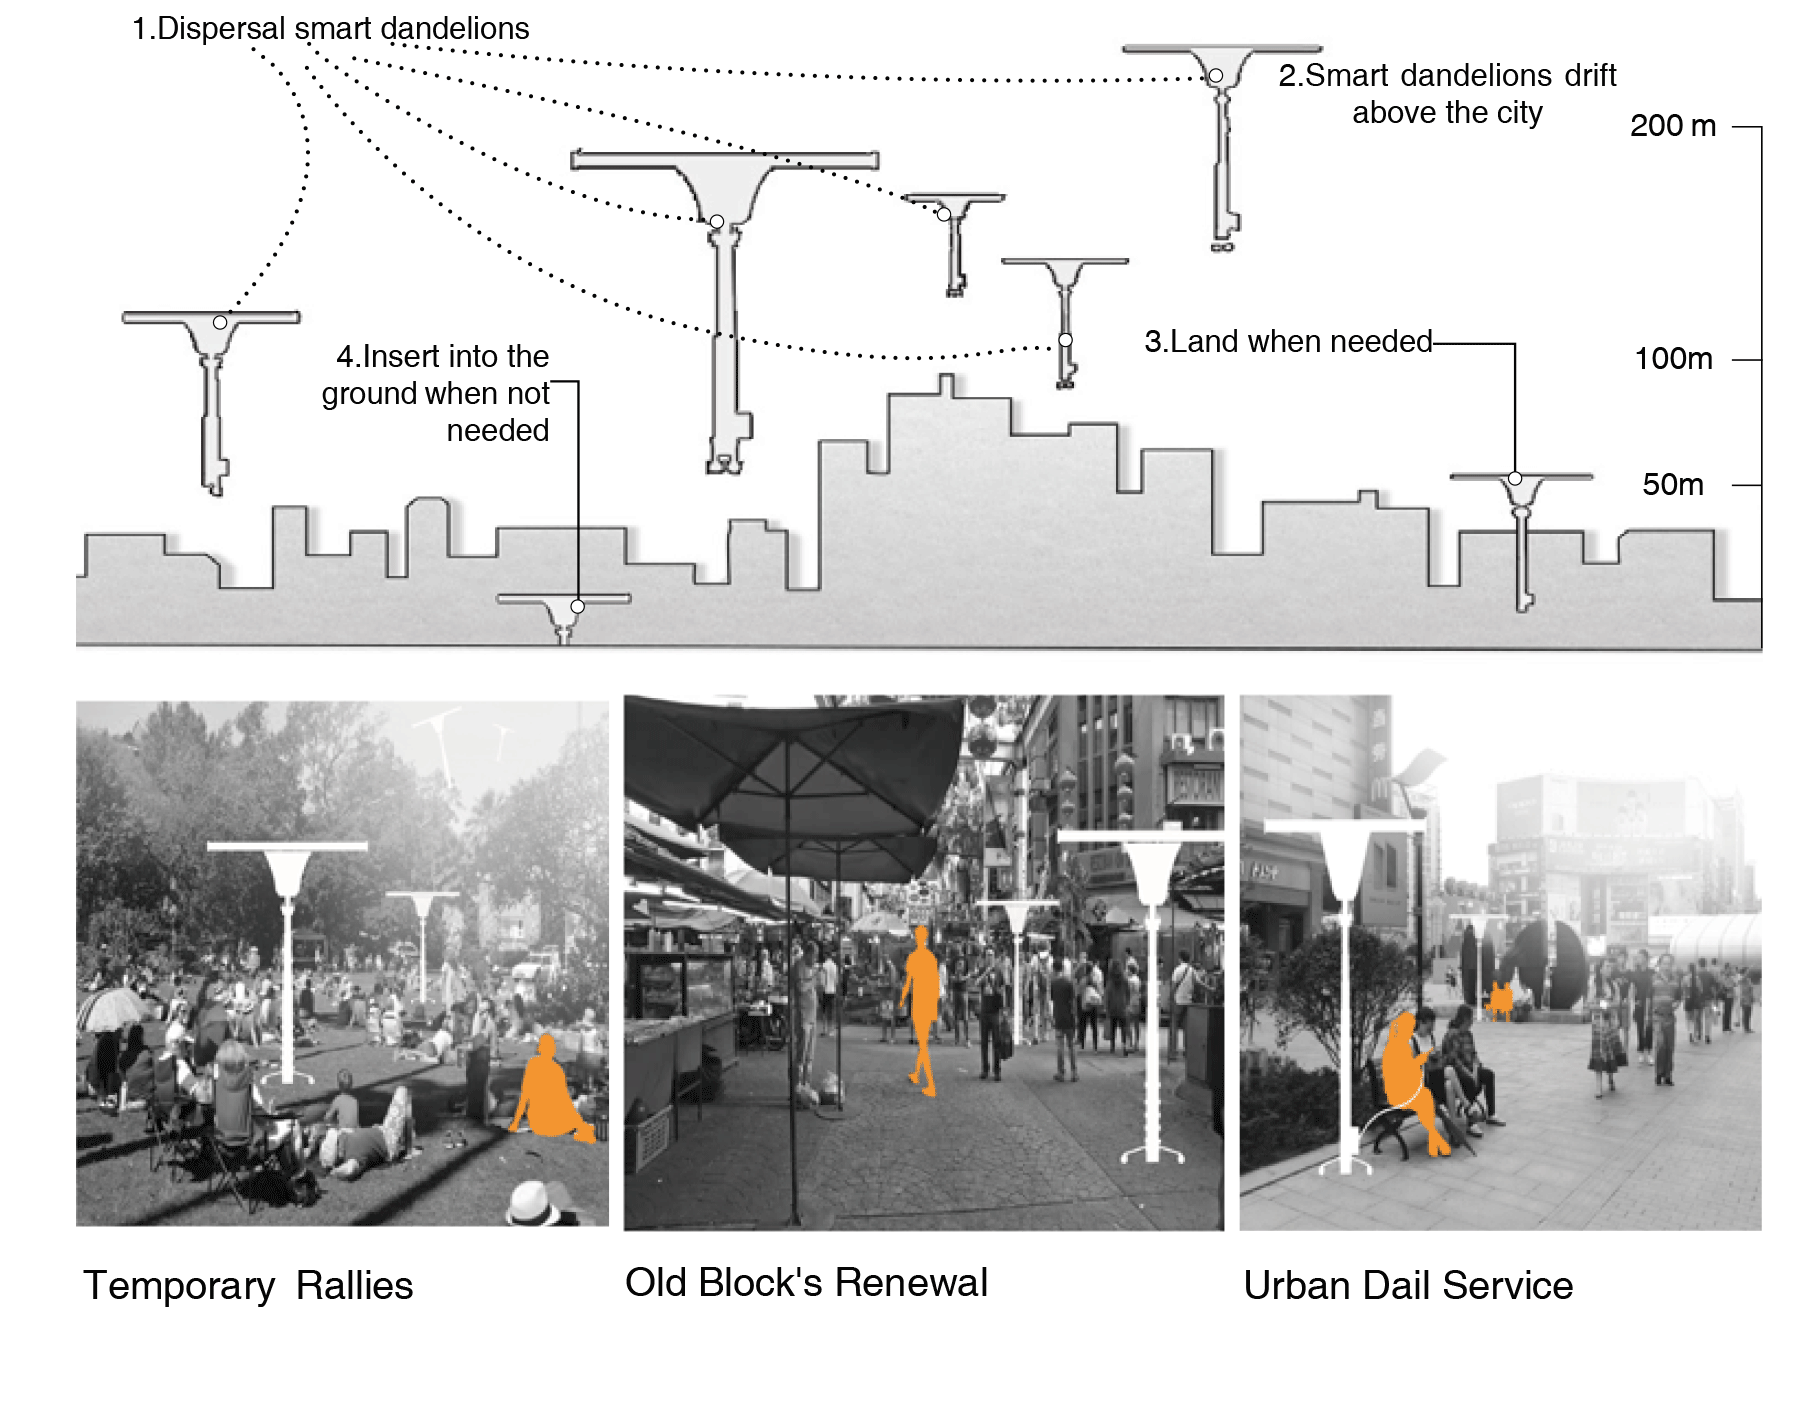 1.Dispersal smart dandelions
2.Smart dandelions drift
above the city
200 m
3.Land when needed
100m
4.Insert into the
ground when not
needed
50m
Temporary Rallies
Old Block's Renewal
Urban Dail Service